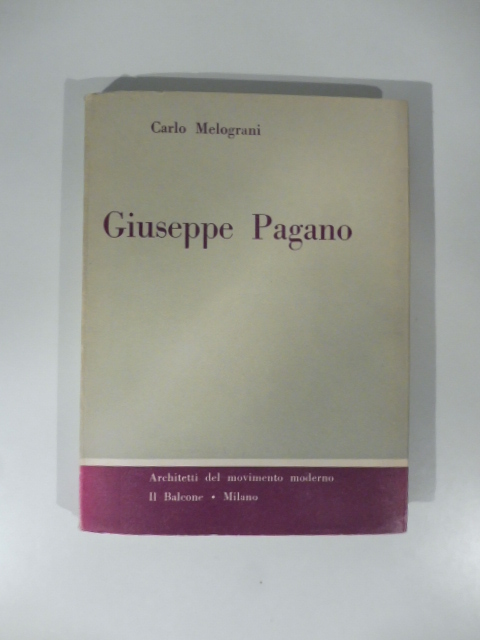 Carlo Melograni
Giuseppe Pagano
Architetti del movimento moderno
Il Balcone • Milano